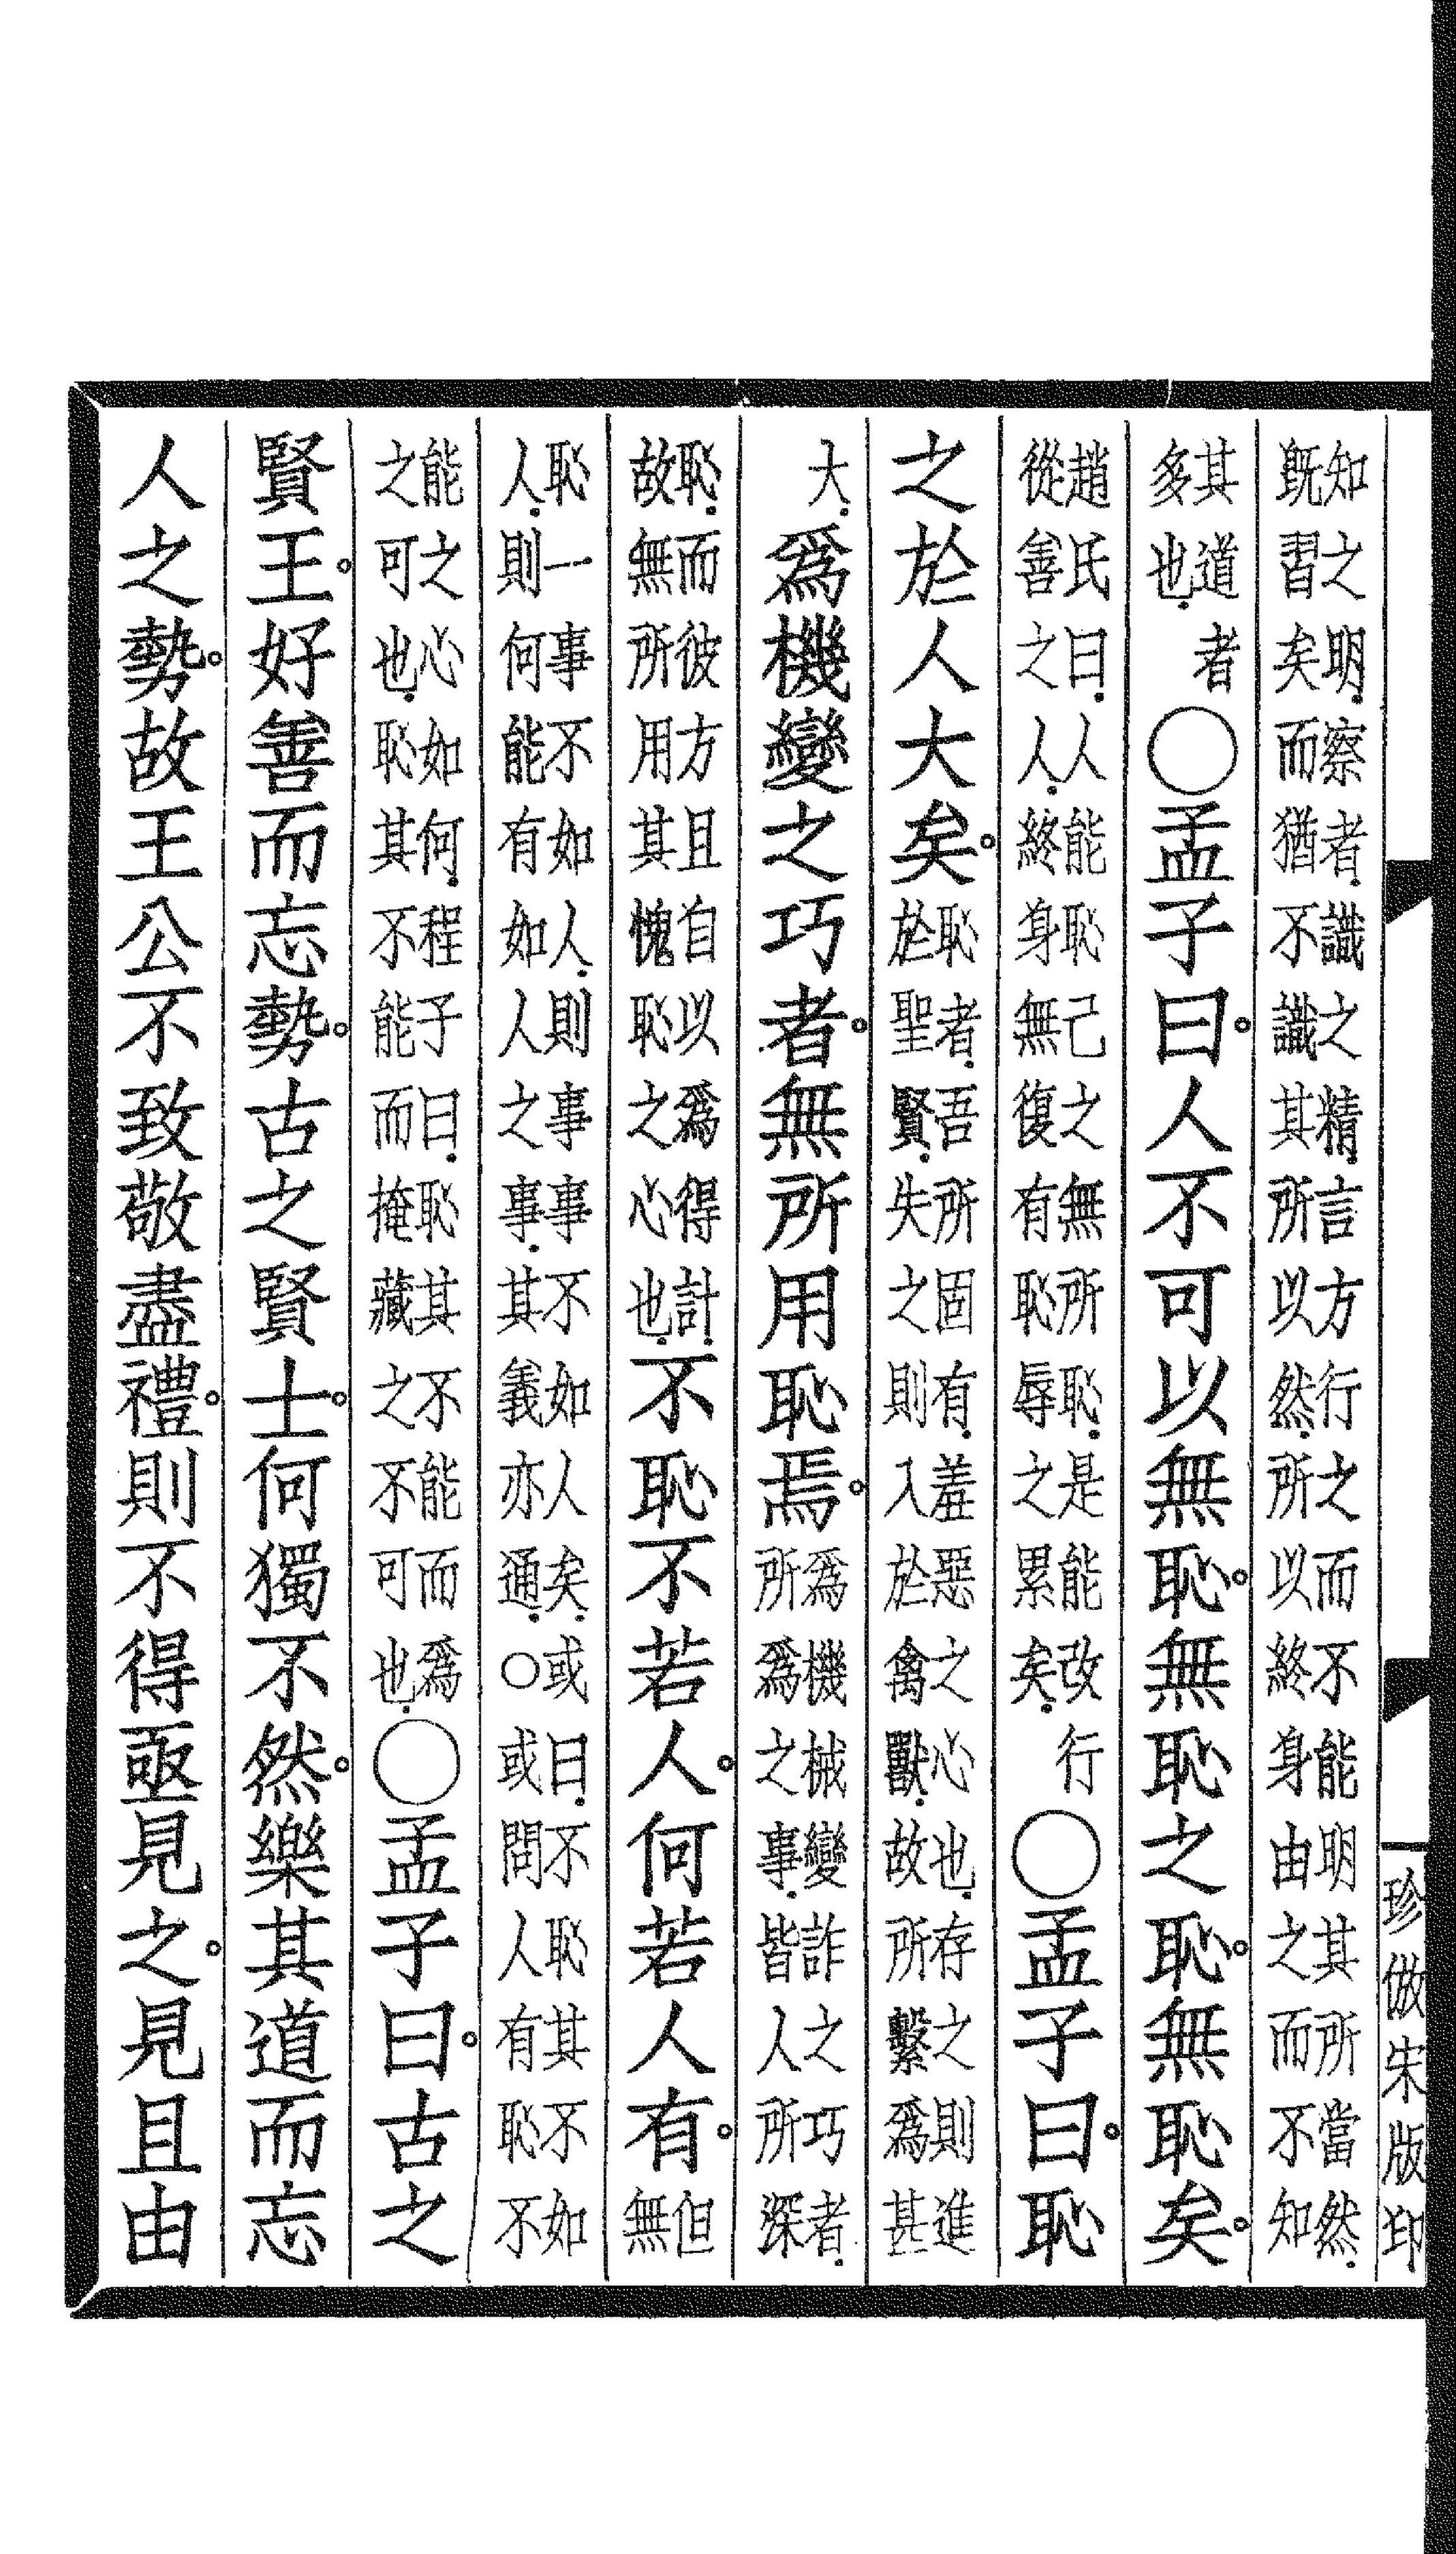 珍倣宋版印
知之明．察者．識之精．言方行之而不能明其所當然．
既習矣而猶不識其所以然．所以終身由之而不知
其道者
多也．
○孟子曰。人不可以無恥。無恥之恥。無恥矣。
趙氏曰．人能恥己之無所恥．是能改行
從善之人．終身無復有恥辱之累矣．
○孟子曰。恥
之於人大矣。
恥者．吾所固有．羞惡之心也．存之則進
於聖賢．失之則入於禽獸．故所繫爲甚
大．
爲機變之巧者。無所用恥焉。
爲機械變詐之巧者．
所爲之事．皆人所深
恥．而彼方且自以爲得計．
故無所用其愧恥之心也．
不恥不若人。何若人有。
但
無
恥一事不如人．則事事不如人矣．或曰．不恥其不如
人．則何能有如人之事．其義亦通．○或問人有恥不
能之心如何．程子曰．恥其不能而爲
之可也．恥其不能而掩藏之不可也．
○孟子曰。古之
賢王。好善而忘勢。古之賢士。何獨不然。樂其道而忘
人之勢。故王公不致敬盡禮。則不得亟見之。見且由